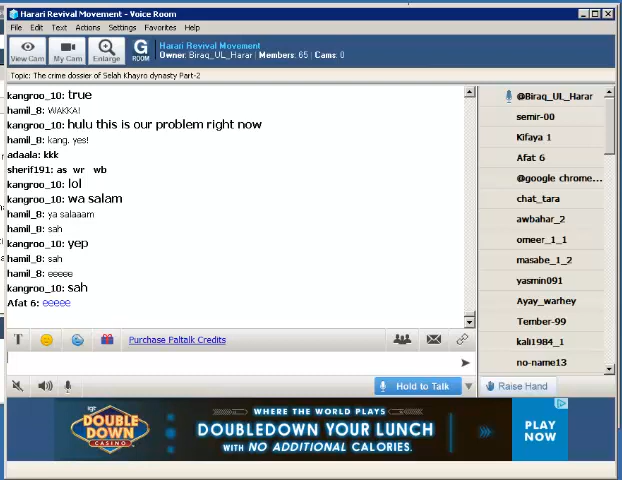 Harari Revival Movement - Voice Room
File Edit Text Actions Settings Favorites Help
View Cam My Cam Enlarge G ROOM
Harari Revival Movement
Owner: Biraq_UL_Harar | Members: 65 | Cams: 0
Topic: The crime dossier of Selah Khayro dynasty Part-2
kangroo_10: true
hamil_8: WAKKA!
kangroo_10: hulu this is our problem right now
hamil_8: kang. yes!
adaala: kkk
sherif191: as wr wb
kangroo_10: lol
kangroo_10: wa salam
hamil_8: ya salaaam
hamil_8: sah
kangroo_10: yep
hamil_8: sah
hamil_8: eeeee
kangroo_10: sah
Afat 6: eeeee
@Biraq_UL_Harar
semir-00
Kifaya 1
Afat 6
@google chrome...
chat_tara
awbahar_2
omeer_1_1
masabe_1_2
yasmin091
Ayay_warhey
Tember-99
kali1984_1
no-name13
T Purchase Paltalk Credits
Hold to Talk
Raise Hand
igt
DOUBLE
DOWN
CASINO
WHERE THE WORLD PLAYS
DOUBLEDOWN YOUR LUNCH
WITH NO ADDITIONAL CALORIES.
PLAY
NOW